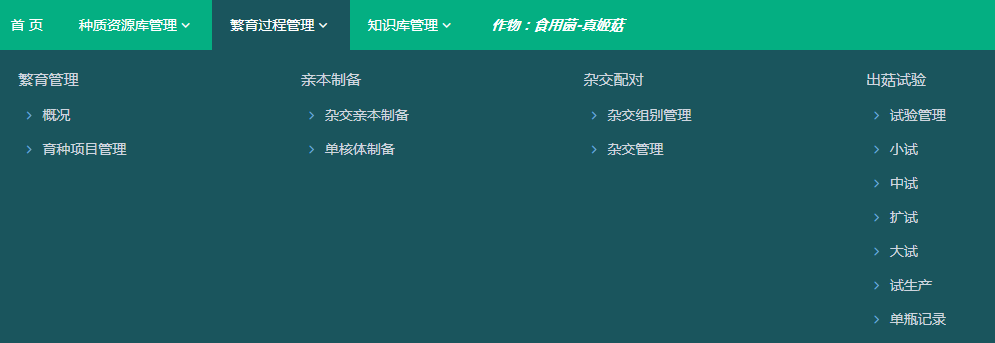 首 页
种质资源库管理
繁育过程管理
知识库管理
作物：食用菌-真姬菇
繁育管理
概况
育种项目管理
亲本制备
杂交亲本制备
单核体制备
杂交配对
杂交组别管理
杂交管理
出菇试验
试验管理
小试
中试
扩试
大试
试生产
单瓶记录